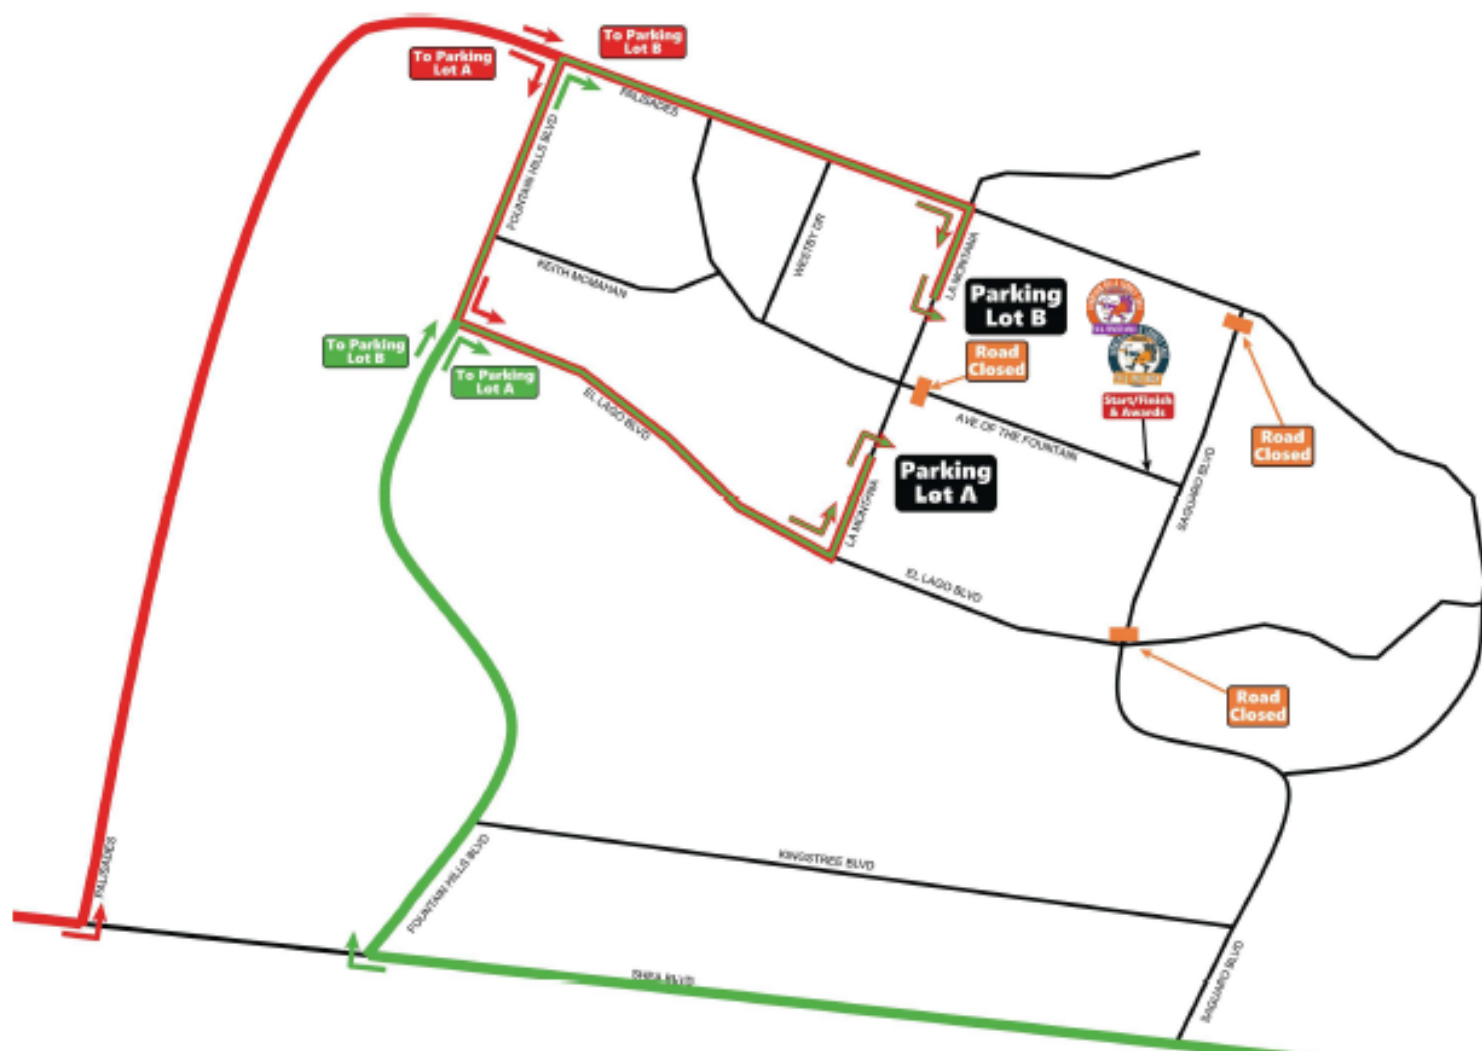 To Parking
Lot B
To Parking
Lot A
PALISADES
FOUNTAIN HILLS BLVD
WESTBY DR
KEITH MCMAHAN
LA MONTANA
Parking
Lot B
To Parking
Lot B
Road
Closed
To Parking
Lot A
Start/Finish
& Awards
EL LAGO BLVD
AVE OF THE FOUNTAIN
Road
Closed
Parking
Lot A
SAGUARO BLVD
LA MONTANA
EL LAGO BLVD
Road
Closed
PALISADES
FOUNTAIN HILLS BLVD
KINGSTREE BLVD
SHEA BLVD
SAGUARO BLVD